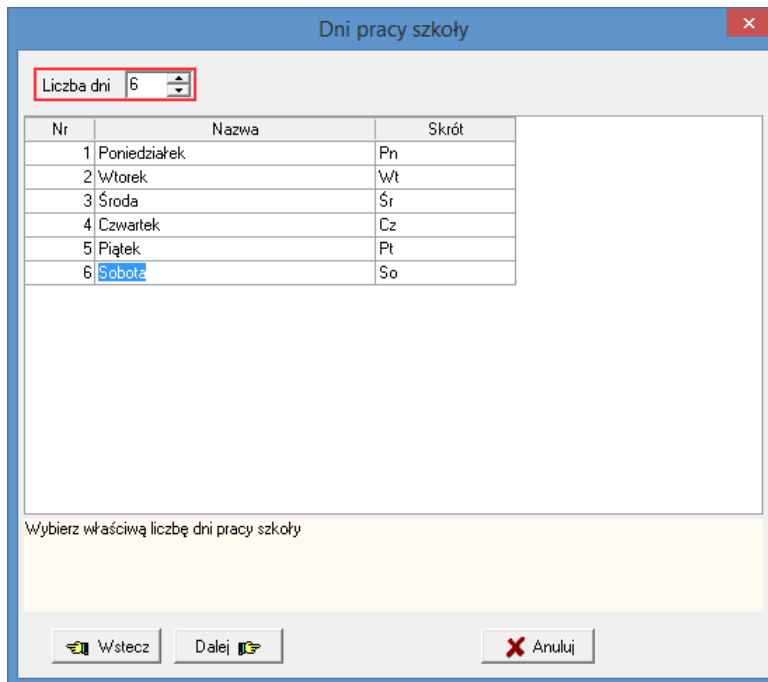 Dni pracy szkoły
Liczba dni 6
Nr Nazwa Skrót
1 Poniedziałek Pn
2 Wtorek Wt
3 Środa Śr
4 Czwartek Cz
5 Piątek Pt
6 Sobota So
Wybierz właściwą liczbę dni pracy szkoły
Wstecz Dalej Anuluj